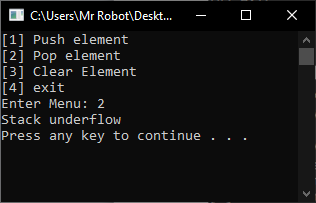 C:\Users\Mr Robot\Deskt...
[1] Push element
[2] Pop element
[3] Clear Element
[4] exit
Enter Menu: 2
Stack underflow
Press any key to continue . . .